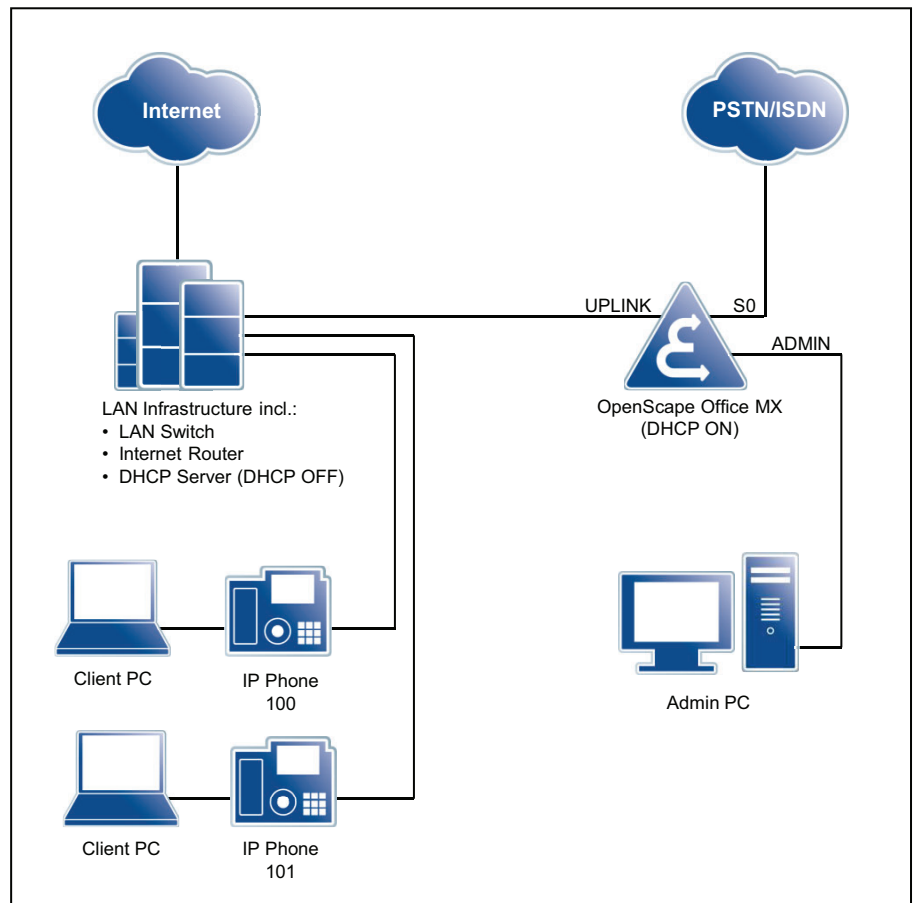 Internet
PSTN/ISDN
UPLINK
S0
ADMIN
OpenScape Office MX
(DHCP ON)
LAN Infrastructure incl.:
• LAN Switch
• Internet Router
• DHCP Server (DHCP OFF)
Client PC
IP Phone
100
Admin PC
Client PC
IP Phone
101